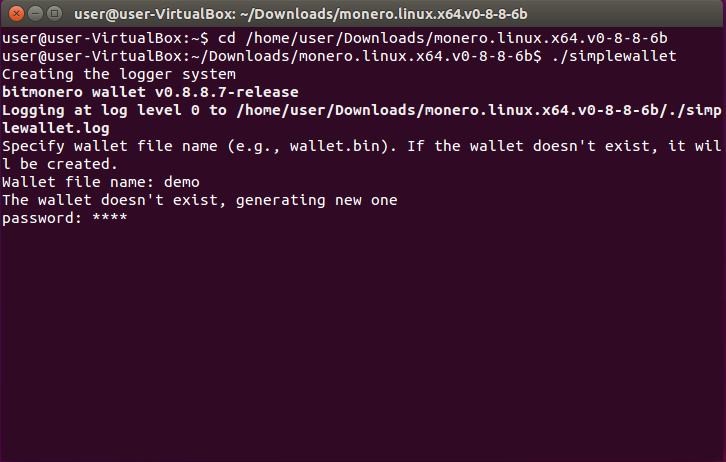 user@user-VirtualBox: ~/Downloads/monero.linux.x64.v0-8-8-6b
user@user-VirtualBox:~$ cd /home/user/Downloads/monero.linux.x64.v0-8-8-6b
user@user-VirtualBox:~/Downloads/monero.linux.x64.v0-8-8-6b$ ./simplewallet
Creating the logger system
bitmonero wallet v0.8.8.7-release
Logging at log level 0 to /home/user/Downloads/monero.linux.x64.v0-8-8-6b/./simp
lewallet.log
Specify wallet file name (e.g., wallet.bin). If the wallet doesn't exist, it wil
l be created.
Wallet file name: demo
The wallet doesn't exist, generating new one
password: ****